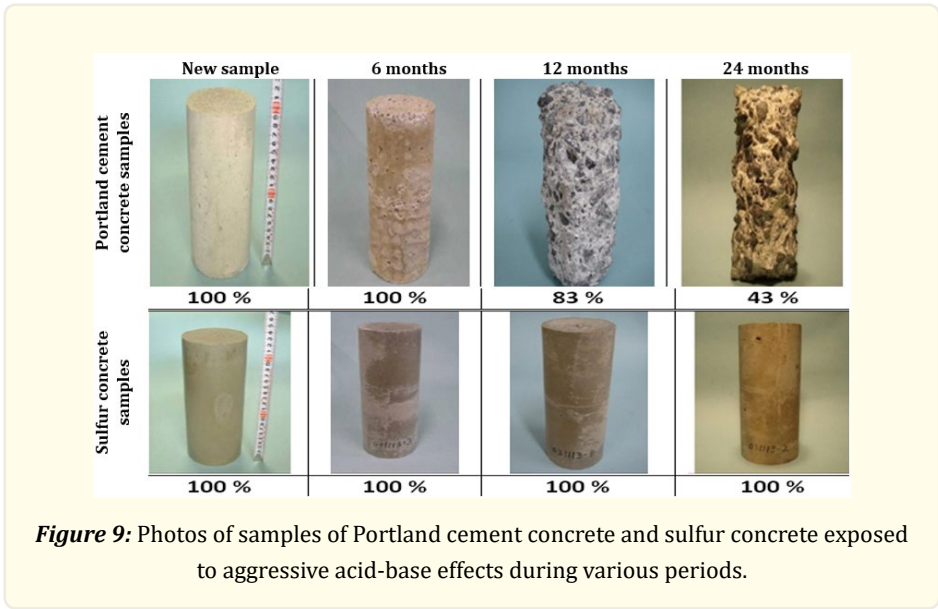 New sample 6 months 12 months 24 months
Portland cement
concrete samples
100 % 100 % 83 % 43 %
Sulfur concrete
samples
100 % 100 % 100 % 100 %
Figure 9: Photos of samples of Portland cement concrete and sulfur concrete exposed
to aggressive acid-base effects during various periods.